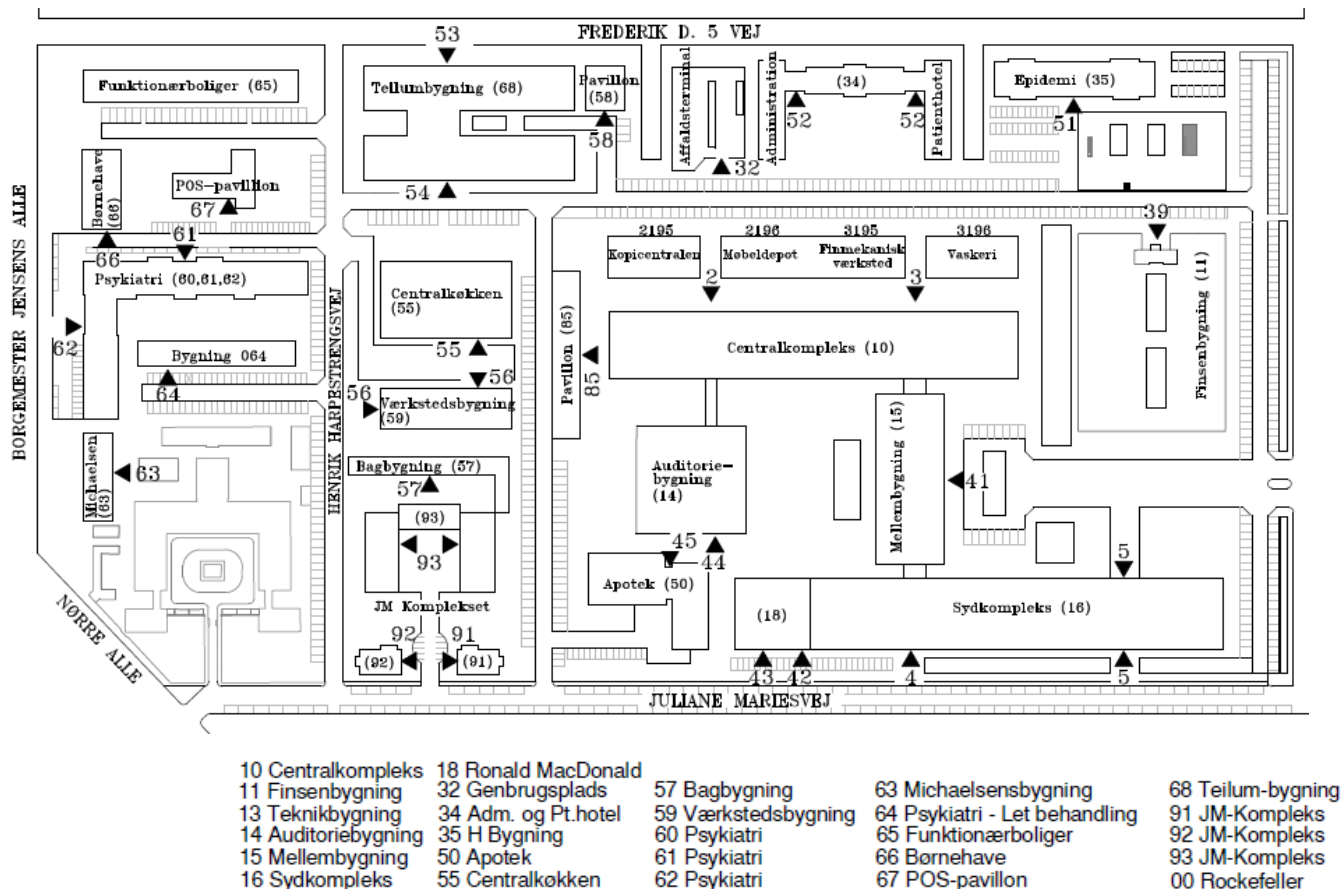 FREDERIK D. 5 VEJ
53
Funktionærboliger (65)
Tellumbygning (68)
Pavillon
(58)
58
Affaldsterminal
32
Administration
(34)
52
52
Patienthotel
Epidemi (35)
51
Børnehave
(66)
66
POS-pavillion
67
54
61
Psykiatri (60,61,62)
62
BORGEMESTER JENSENS ALLE
Bygning 064
64
HENRIK HARPESTRENGSVEJ
Centralkøkken
(55)
55
56
56
Værkstedsbygning
(59)
2195
Kopicentralen
2196
Møbeldepot
3195
Finmekanisk
værksted
3196
Vaskeri
39
Finsenbygning (11)
2
3
Pavillon (85)
85
Centralkompleks (10)
Michaelsen
(63)
63
Bagbygning (57)
57
(93)
93
Auditorie-
bygning
(14)
Mellembygning (15)
41
45
44
5
Apotek (50)
JM Komplekset
(18)
Sydkompleks (16)
92
91
(92)
(91)
43
42
4
5
NØRRE ALLE
JULIANE MARIESVEJ
10 Centralkompleks
11 Finsenbygning
13 Teknikbygning
14 Auditoriebygning
15 Mellembygning
16 Sydkompleks
18 Ronald MacDonald
32 Genbrugsplads
34 Adm. og Pt.hotel
35 H Bygning
50 Apotek
55 Centralkøkken
57 Bagbygning
59 Værkstedsbygning
60 Psykiatri
61 Psykiatri
62 Psykiatri
63 Michaelsensbygning
64 Psykiatri - Let behandling
65 Funktionærboliger
66 Børnehave
67 POS-pavillon
68 Teilum-bygning
91 JM-Kompleks
92 JM-Kompleks
93 JM-Kompleks
00 Rockefeller